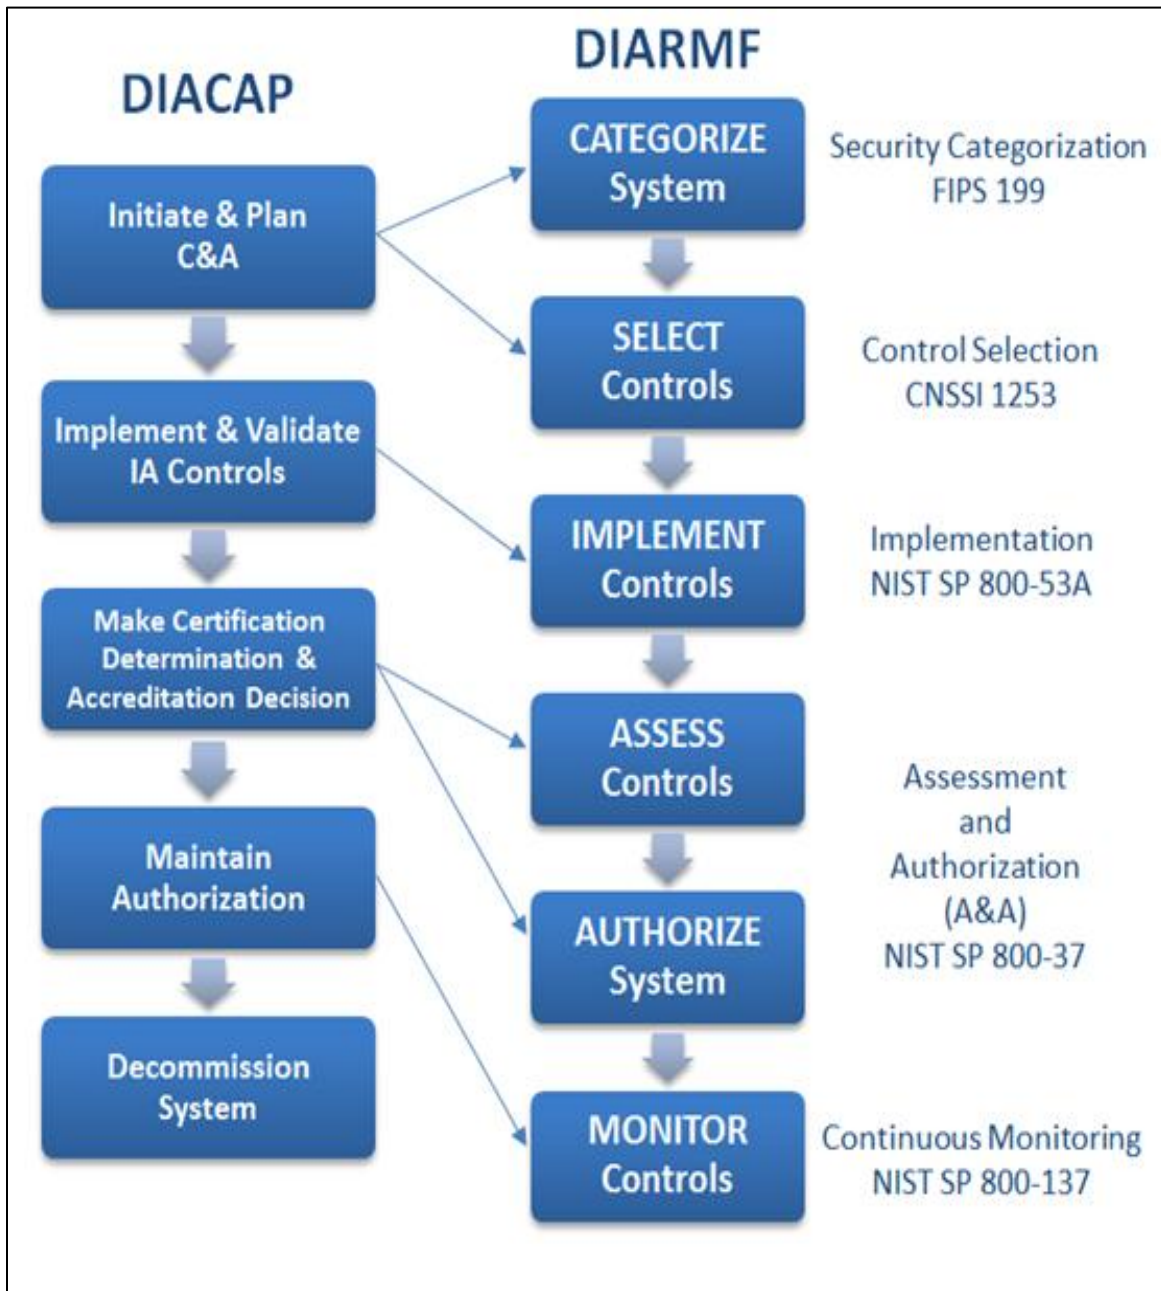 DIACAP
Initiate & Plan
C&A
Implement & Validate
IA Controls
Make Certification
Determination &
Accreditation Decision
Maintain
Authorization
Decommission
System
DIARMF
CATEGORIZE
System
SELECT
Controls
IMPLEMENT
Controls
ASSESS
Controls
AUTHORIZE
System
MONITOR
Controls
Security Categorization
FIPS 199
Control Selection
CNSSI 1253
Implementation
NIST SP 800-53A
Assessment
and
Authorization
(A&A)
NIST SP 800-37
Continuous Monitoring
NIST SP 800-137